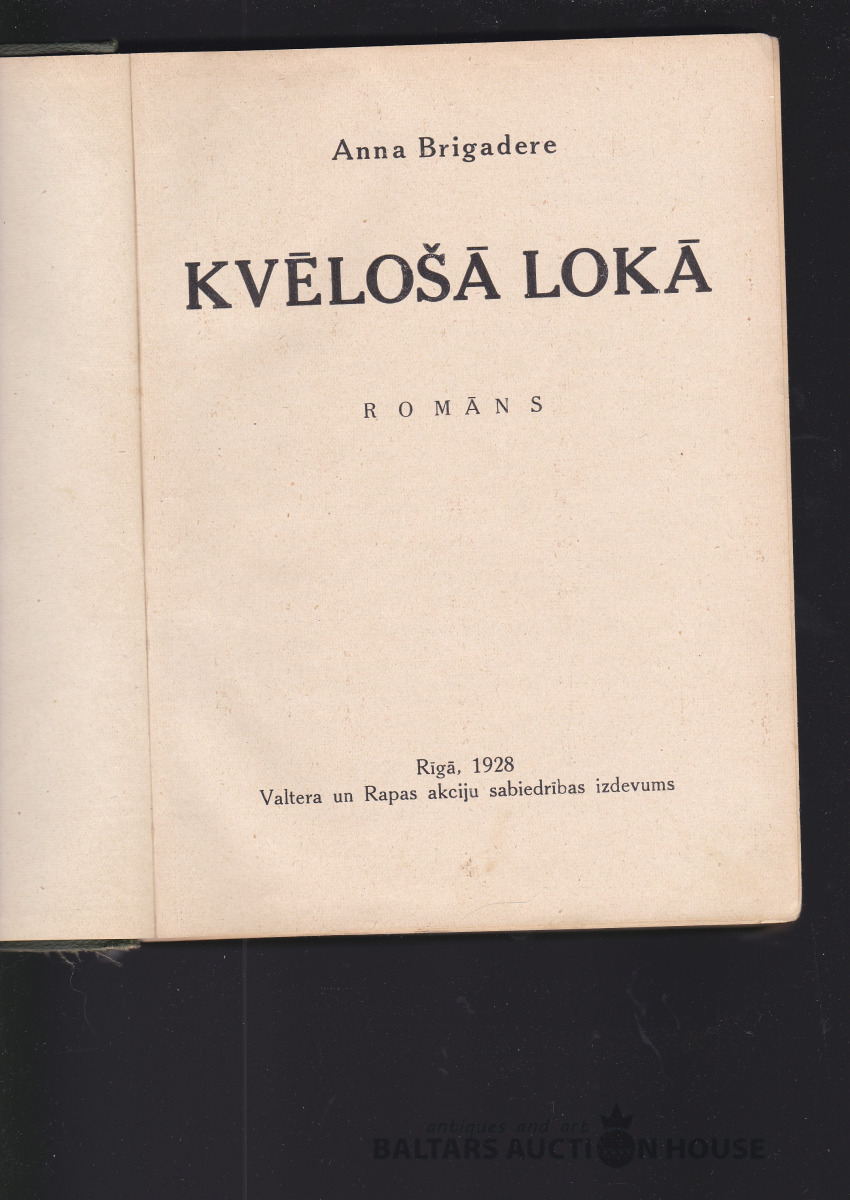 Anna Brigadere
KVĒLOŠĀ LOKĀ
ROMĀNS
Rīgā, 1928
Valtera un Rapas akciju sabiedrības izdevums
antiques and art
BALTARS AUCTION HOUSE